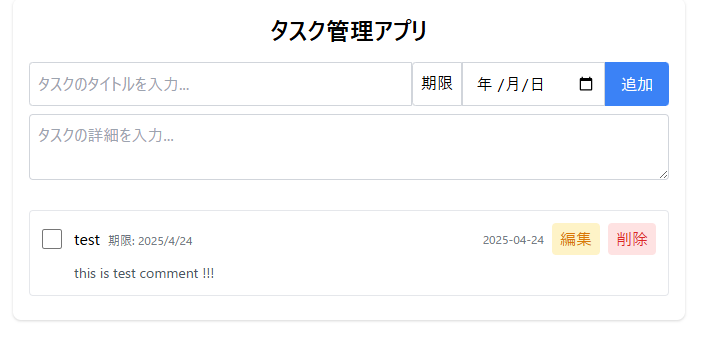 タスク管理アプリ
タスクのタイトルを入力... 期限 年 /月/日 追加
タスクの詳細を入力...
test 期限: 2025/4/24 2025-04-24 編集 削除
this is test comment !!!